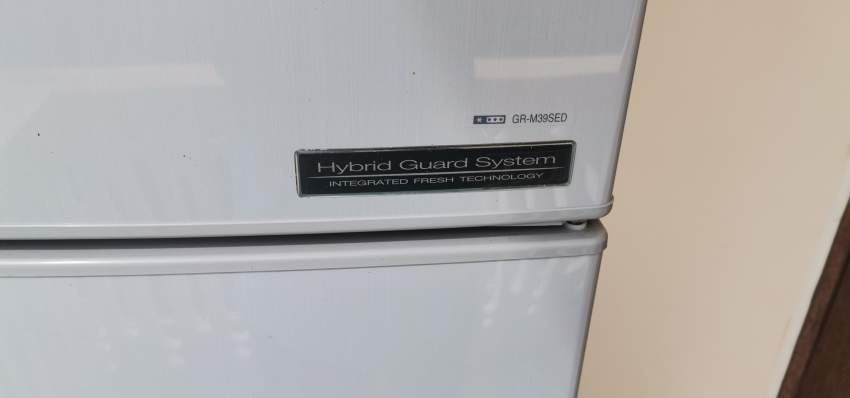 GR-M39SED
Hybrid Guard System
INTEGRATED FRESH TECHNOLOGY